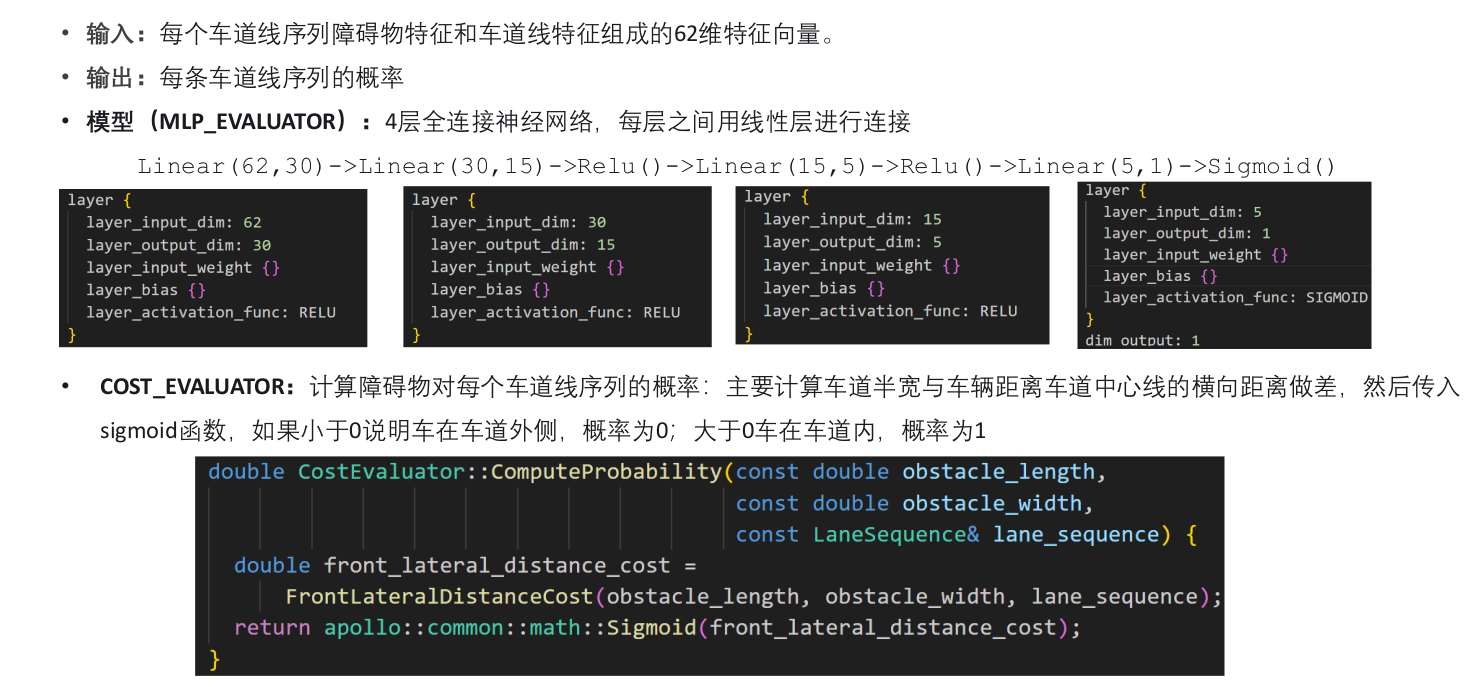 • 输入：每个车道线序列障碍物特征和车道线特征组成的62维特征向量。
• 输出：每条车道线序列的概率
• 模型（MLP_EVALUATOR）：4层全连接神经网络，每层之间用线性层进行连接
Linear(62,30)->Linear(30,15)->Relu()->Linear(15,5)->Relu()->Linear(5,1)->Sigmoid()
layer {
layer_input_dim: 62
layer_output_dim: 30
layer_input_weight {}
layer_bias {}
layer_activation_func: RELU
}
layer {
layer_input_dim: 30
layer_output_dim: 15
layer_input_weight {}
layer_bias {}
layer_activation_func: RELU
}
layer {
layer_input_dim: 15
layer_output_dim: 5
layer_input_weight {}
layer_bias {}
layer_activation_func: RELU
}
layer {
layer_input_dim: 5
layer_output_dim: 1
layer_input_weight {}
layer_bias {}
layer_activation_func: SIGMOID
}
dim_output: 1
• COST_EVALUATOR：计算障碍物对每个车道线序列的概率：主要计算车道半宽与车辆距离车道中心线的横向距离做差，然后传入
sigmoid函数，如果小于0说明车在车道外侧，概率为0；大于0车在车道内，概率为1
double CostEvaluator::ComputeProbability(const double obstacle_length,
const double obstacle_width,
const LaneSequence& lane_sequence) {
double front_lateral_distance_cost =
FrontLateralDistanceCost(obstacle_length, obstacle_width, lane_sequence);
return apollo::common::math::Sigmoid(front_lateral_distance_cost);
}